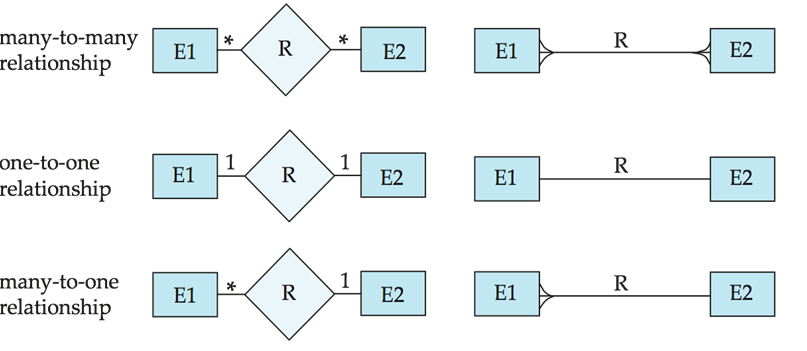 many-to-many
relationship
E1 * R * E2
E1 R E2
one-to-one
relationship
E1 1 R 1 E2
E1 R E2
many-to-one
relationship
E1 * R 1 E2
E1 R E2